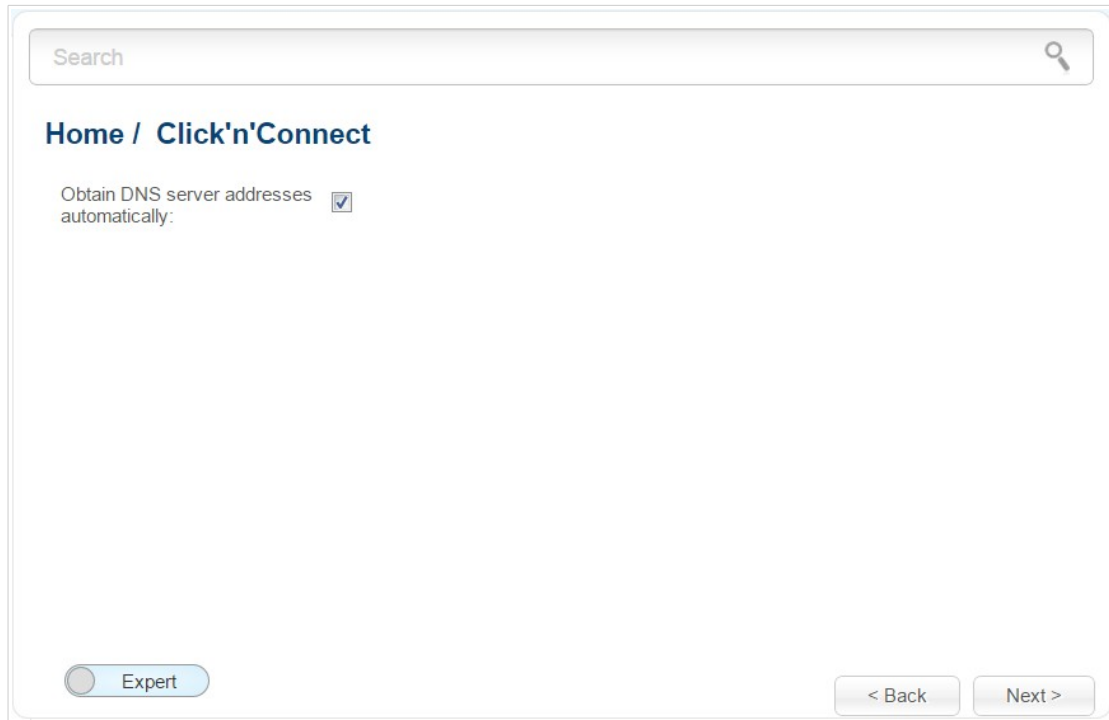 Search
Home / Click'n'Connect
Obtain DNS server addresses
automatically:
Expert
< Back
Next >